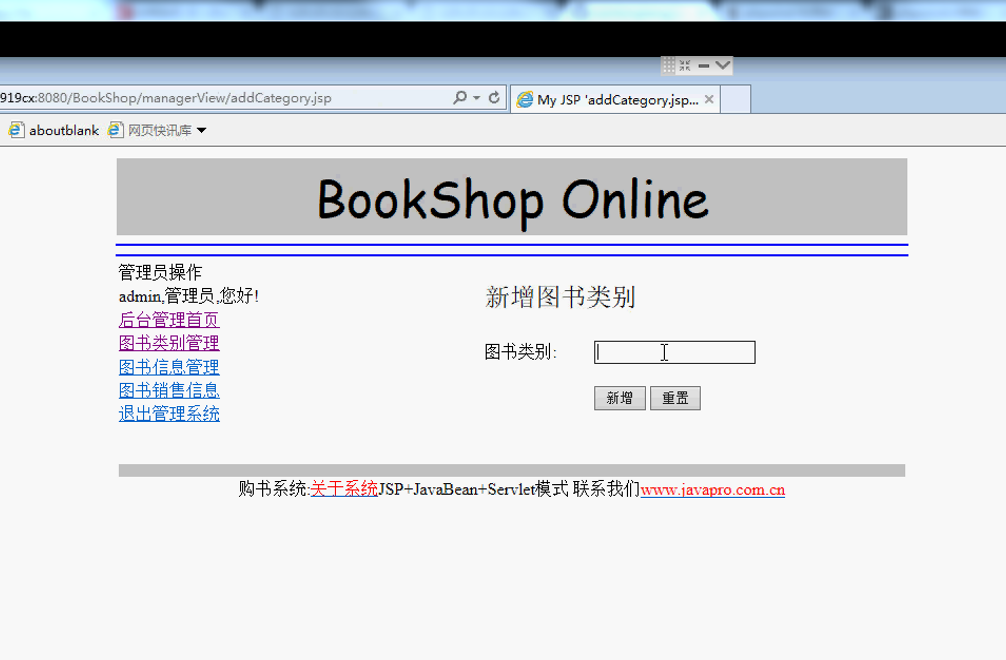 919cx:8080/BookShop/managerView/addCategory.jsp
My JSP 'addCategory.jsp...
aboutblank 网页快讯库
BookShop Online
管理员操作
admin,管理员,您好!
后台管理首页
图书类别管理
图书信息管理
图书销售信息
退出管理系统
新增图书类别
图书类别:
新增 重置
购书系统:关于系统JSP+JavaBean+Servlet模式 联系我们www.javapro.com.cn